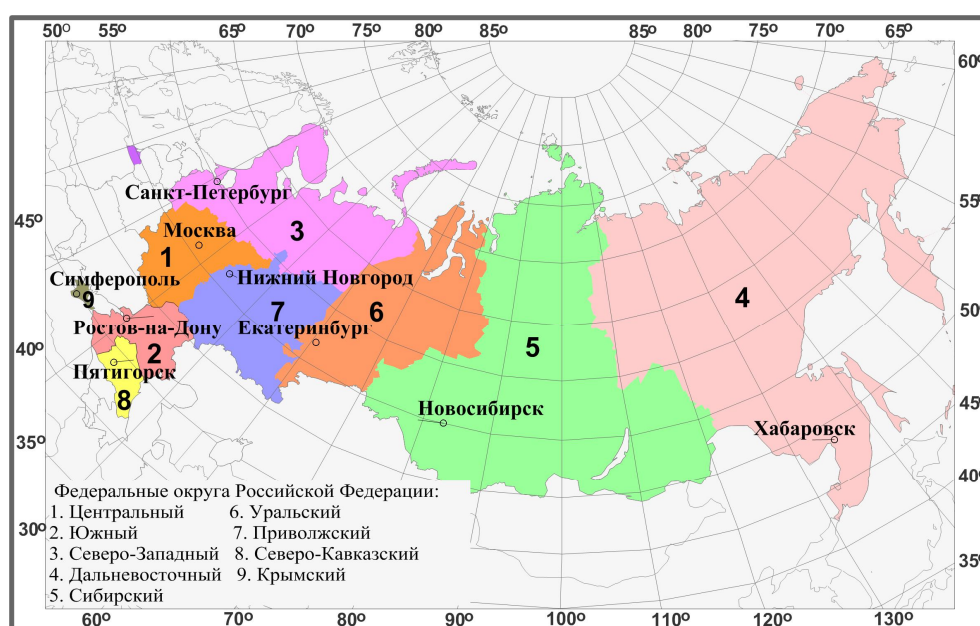 50° 55° 65° 70° 75° 80° 85° 85° 80° 75° 70° 65°
60°
Санкт-Петербург
55°
45°
3
Москва
1
Симферополь
Нижний Новгород
9
4
50°
7
6
Ростов-на-Дону
Екатеринбург
45°
40°
2
5
Пятигорск
8
Новосибирск
Хабаровск
35°
40°
Федеральные округа Российской Федерации:
1. Центральный 6. Уральский
2. Южный 7. Приволжский
3. Северо-Западный 8. Северо-Кавказский
4. Дальневосточный 9. Крымский
5. Сибирский
30°
35°
60° 70° 80° 90° 100° 110° 120° 130°